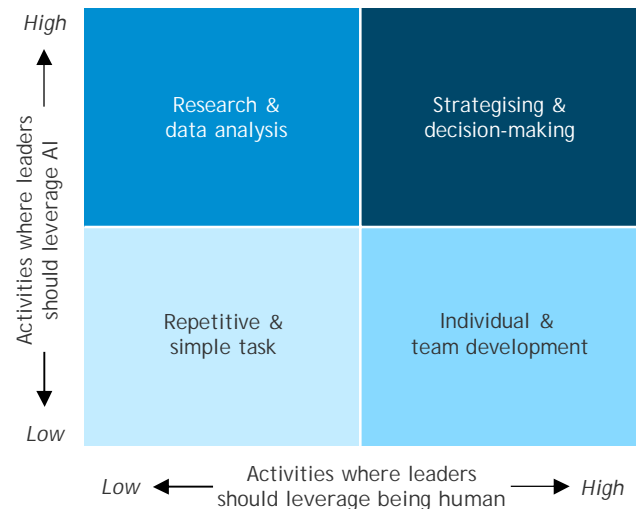 High
Activities where leaders
should leverage AI
Low
Research &
data analysis
Strategising &
decision-making
Repetitive &
simple task
Individual &
team development
Low
Activities where leaders
should leverage being human
High